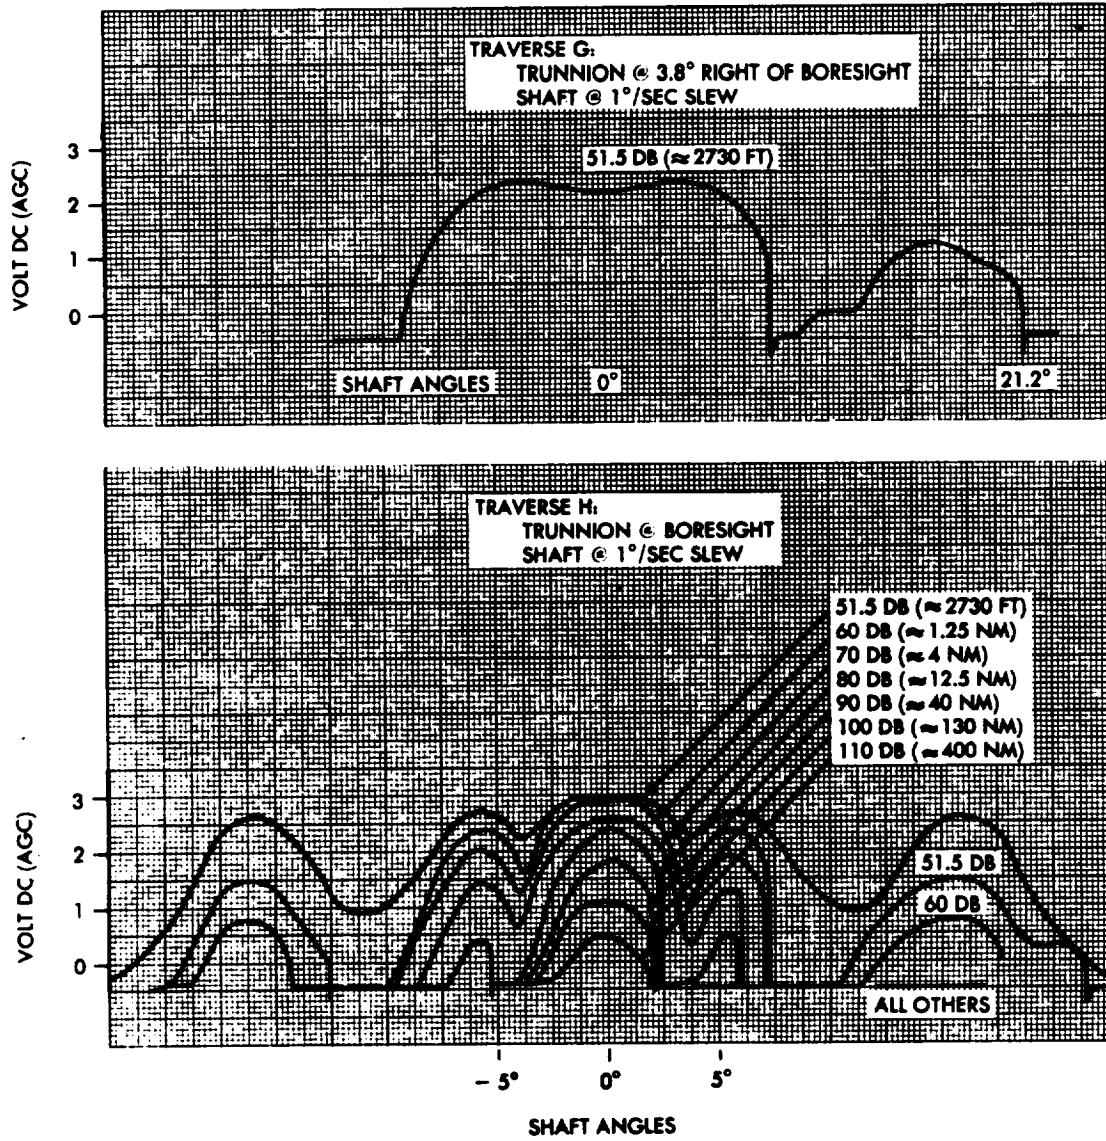 TRAVERSE G:
TRUNNION @ 3.8° RIGHT OF BORESIGHT
SHAFT @ 1°/SEC SLEW
VOLT DC (AGC)
3
2
1
0
51.5 DB (≈ 2730 FT)
SHAFT ANGLES
0°
21.2°
TRAVERSE H:
TRUNNION @ BORESIGHT
SHAFT @ 1°/SEC SLEW
51.5 DB (≈ 2730 FT)
60 DB (≈ 1.25 NM)
70 DB (≈ 4 NM)
80 DB (≈ 12.5 NM)
90 DB (≈ 40 NM)
100 DB (≈ 130 NM)
110 DB (≈ 400 NM)
VOLT DC (AGC)
3
2
1
0
51.5 DB
60 DB
ALL OTHERS
- 5°
0°
5°
SHAFT ANGLES